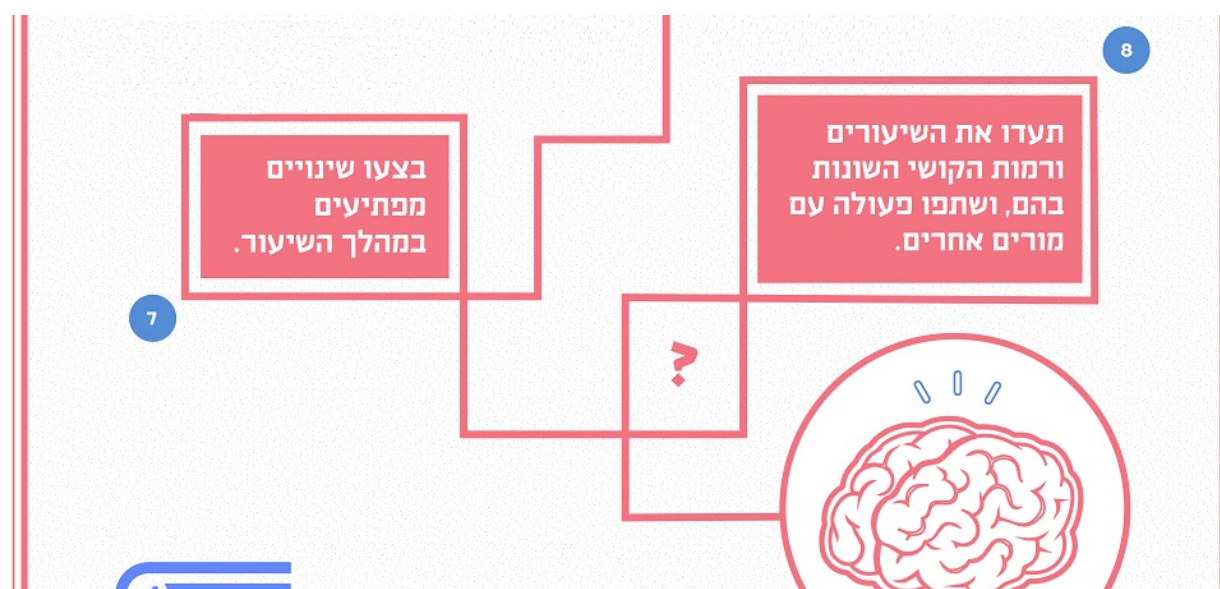 7
בצעו שינויים
מפתיעים
במהלך השיעור.
8
תעדו את השיעורים
ורמות הקושי השונות
בהם, ושתפו פעולה עם
מורים אחרים.
?